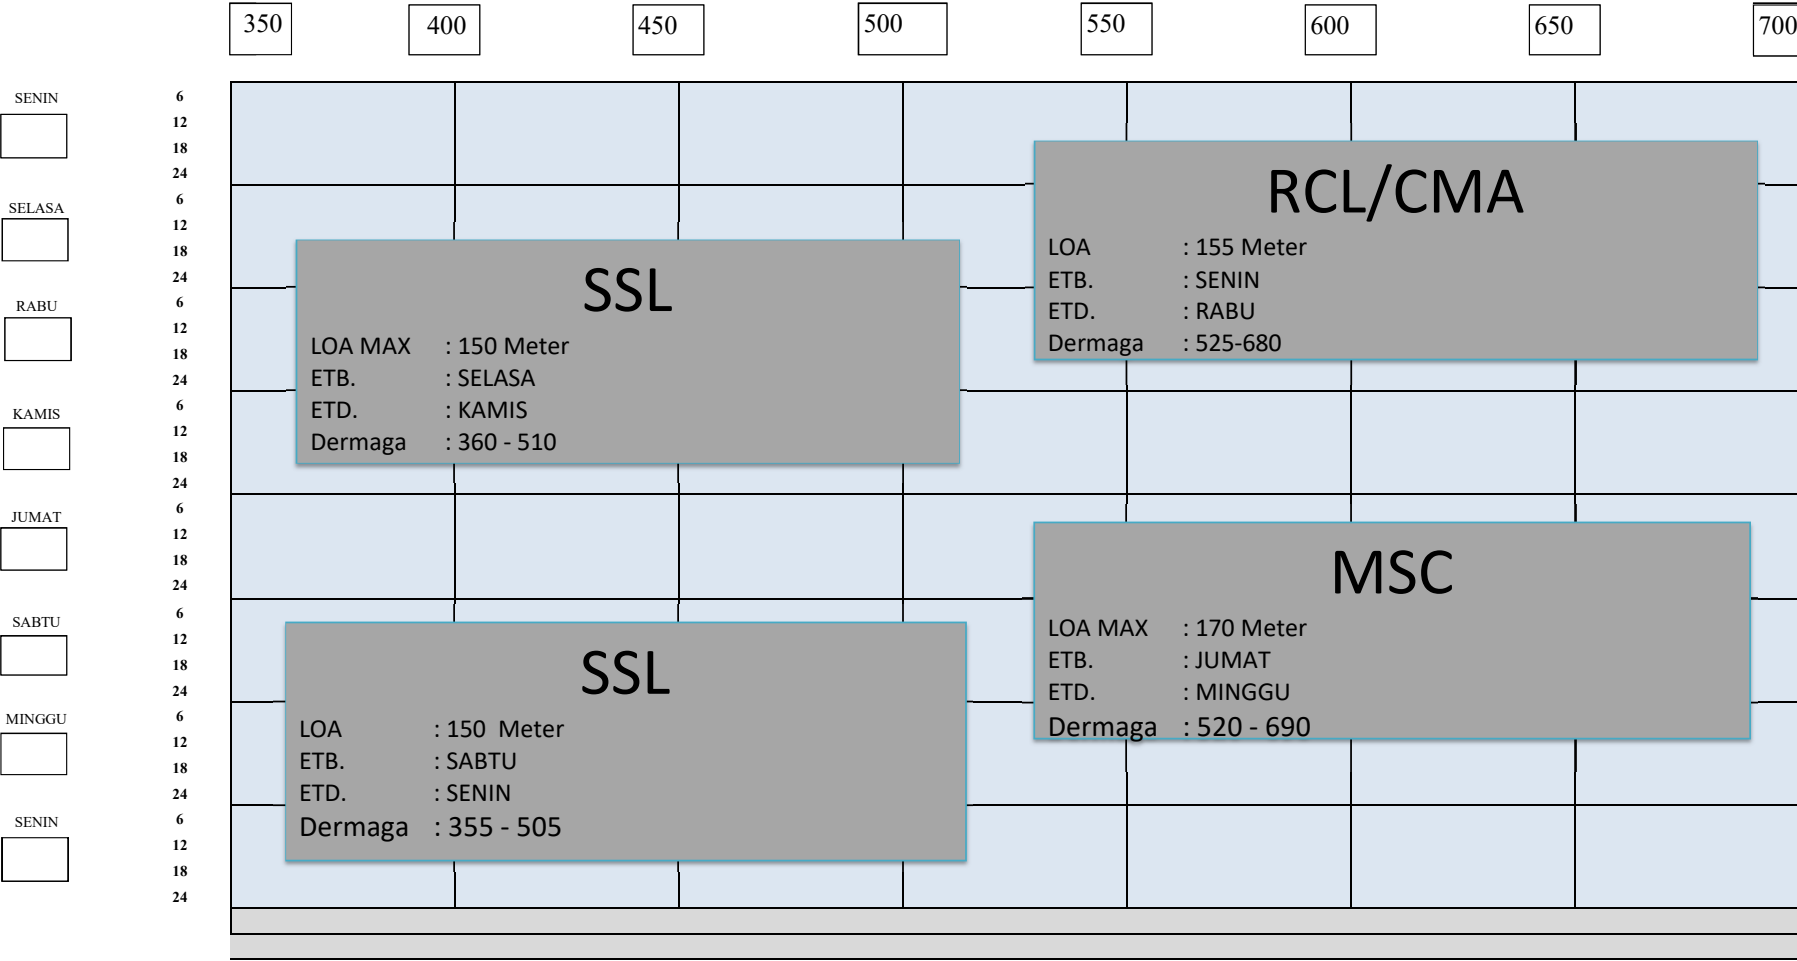 350 400 450 500 550 600 650 700
SENIN
6
12
18
24
SELASA
6
12
18
24
RABU
6
12
18
24
KAMIS
6
12
18
24
JUMAT
6
12
18
24
SABTU
6
12
18
24
MINGGU
6
12
18
24
SENIN
6
12
18
24
RCL/CMA
LOA : 155 Meter
ETB. : SENIN
ETD. : RABU
Dermaga : 525-680
SSL
LOA MAX : 150 Meter
ETB. : SELASA
ETD. : KAMIS
Dermaga : 360 - 510
MSC
LOA MAX : 170 Meter
ETB. : JUMAT
ETD. : MINGGU
Dermaga : 520 - 690
SSL
LOA : 150 Meter
ETB. : SABTU
ETD. : SENIN
Dermaga : 355 - 505